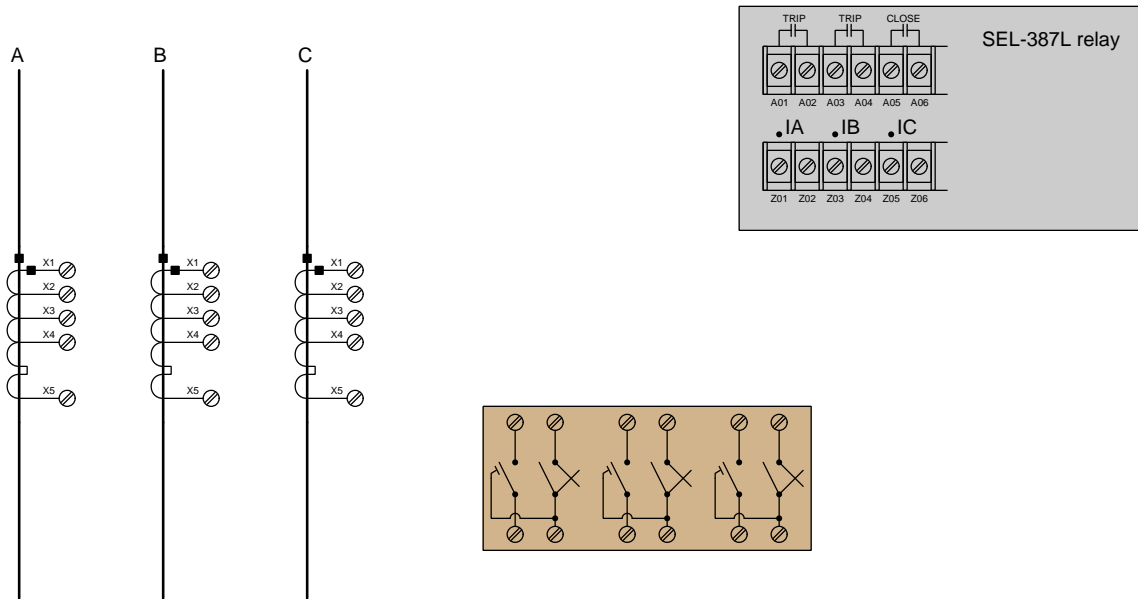 TRIP TRIP CLOSE
SEL-387L relay
A B C
A01 A02 A03 A04 A05 A06
IA IB IC
Z01 Z02 Z03 Z04 Z05 Z06
X1 X1 X1
X2 X2 X2
X3 X3 X3
X4 X4 X4
X5 X5 X5